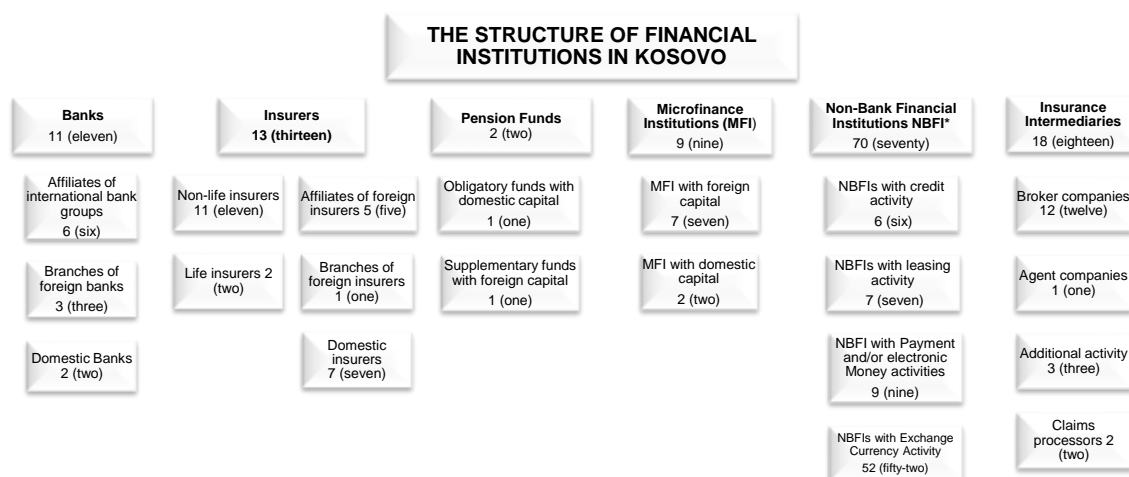 THE STRUCTURE OF FINANCIAL
INSTITUTIONS IN KOSOVO
Banks
11 (eleven)
Affiliates of
international bank
groups
6 (six)
Branches of
foreign banks
3 (three)
Domestic Banks
2 (two)
Insurers
13 (thirteen)
Non-life insurers
11 (eleven)
Life insurers 2
(two)
Affiliates of foreign
insurers 5 (five)
Branches of
foreign insurers
1 (one)
Domestic
insurers
7 (seven)
Pension Funds
2 (two)
Obligatory funds with
domestic capital
1 (one)
Supplementary funds
with foreign capital
1 (one)
Microfinance
Institutions (MFI)
9 (nine)
MFI with foreign
capital
7 (seven)
MFI with domestic
capital
2 (two)
Non-Bank Financial
Institutions NBFI*
70 (seventy)
NBFIs with credit
activity
6 (six)
NBFIs with leasing
activity
7 (seven)
NBFI with Payment
and/or electronic
Money activities
9 (nine)
NBFIs with Exchange
Currency Activity
52 (fifty-two)
Insurance
Intermediaries
18 (eighteen)
Broker companies
12 (twelve)
Agent companies
1 (one)
Additional activity
3 (three)
Claims
processors 2
(two)